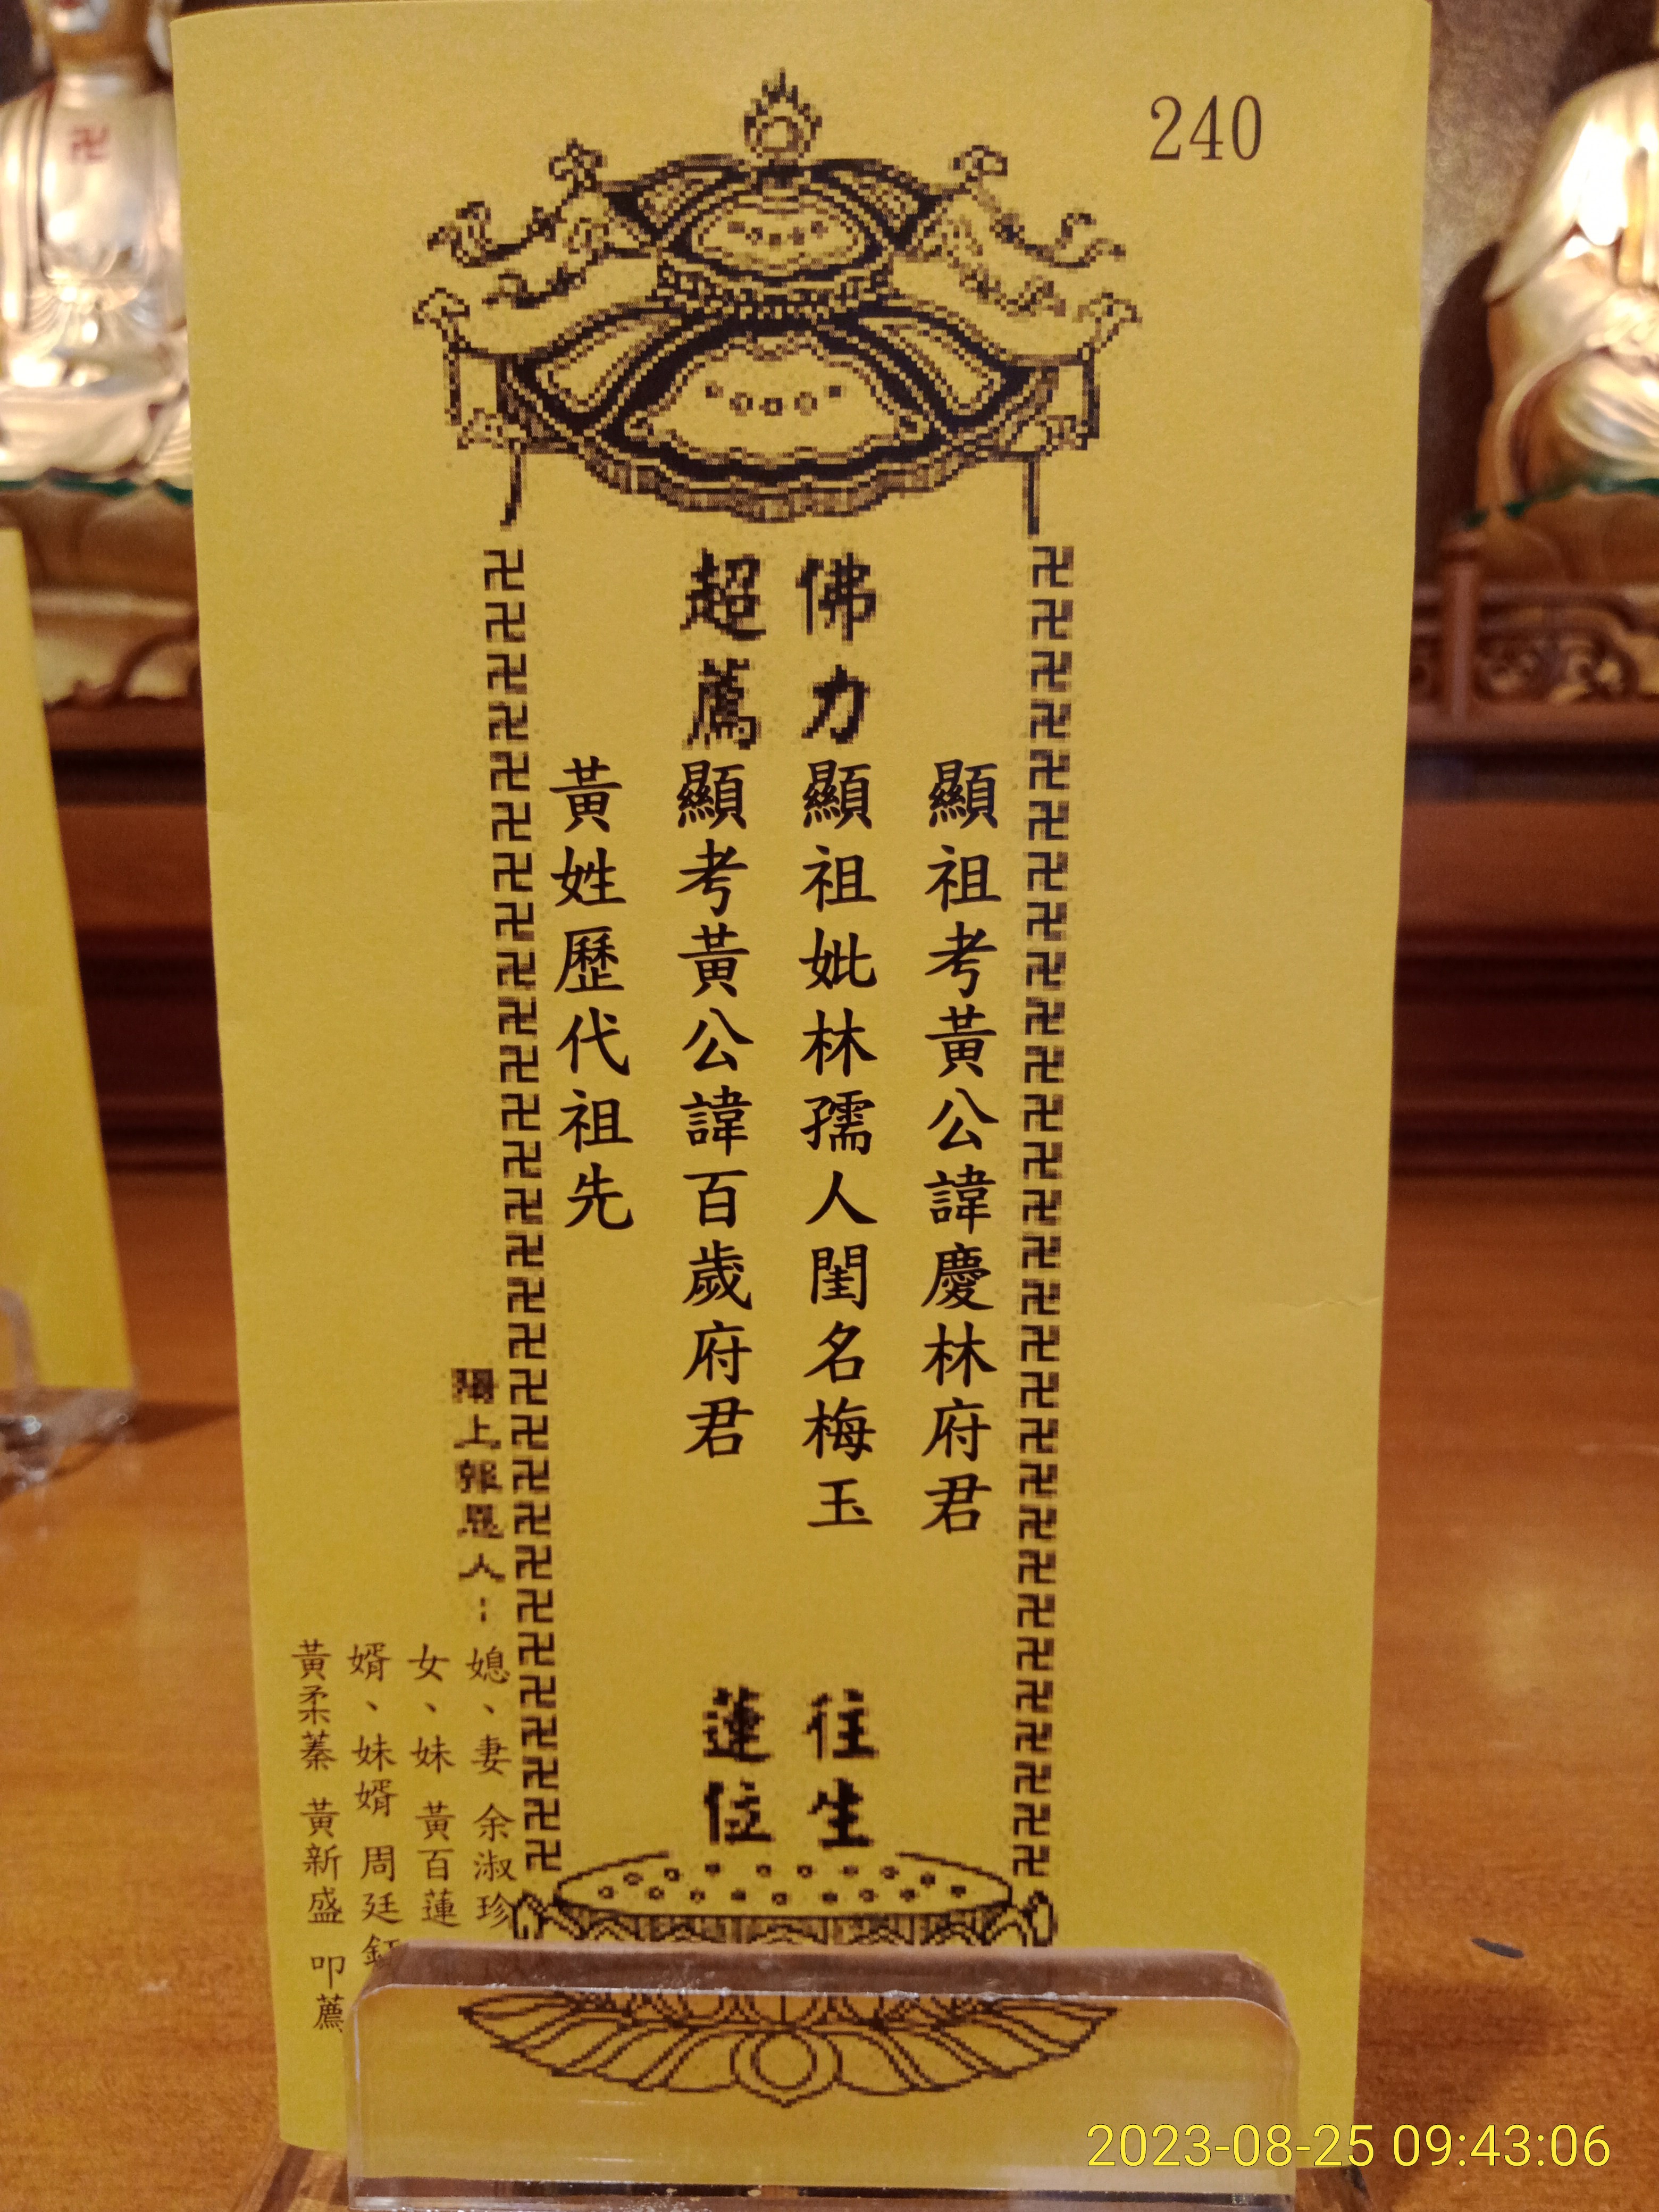 240
佛力
超薦
顯祖考黃公諱慶林府君
顯祖妣林孺人閨名梅玉
顯考黃公諱百歲府君
黃姓歷代祖先
往生
蓮位
陽上報恩人：
媳、妻 余淑珍
女、妹 黃百蓮
婿、妹婿 周廷
黃柔蓁 黃新盛 叩薦
2023-08-25 09:43:06